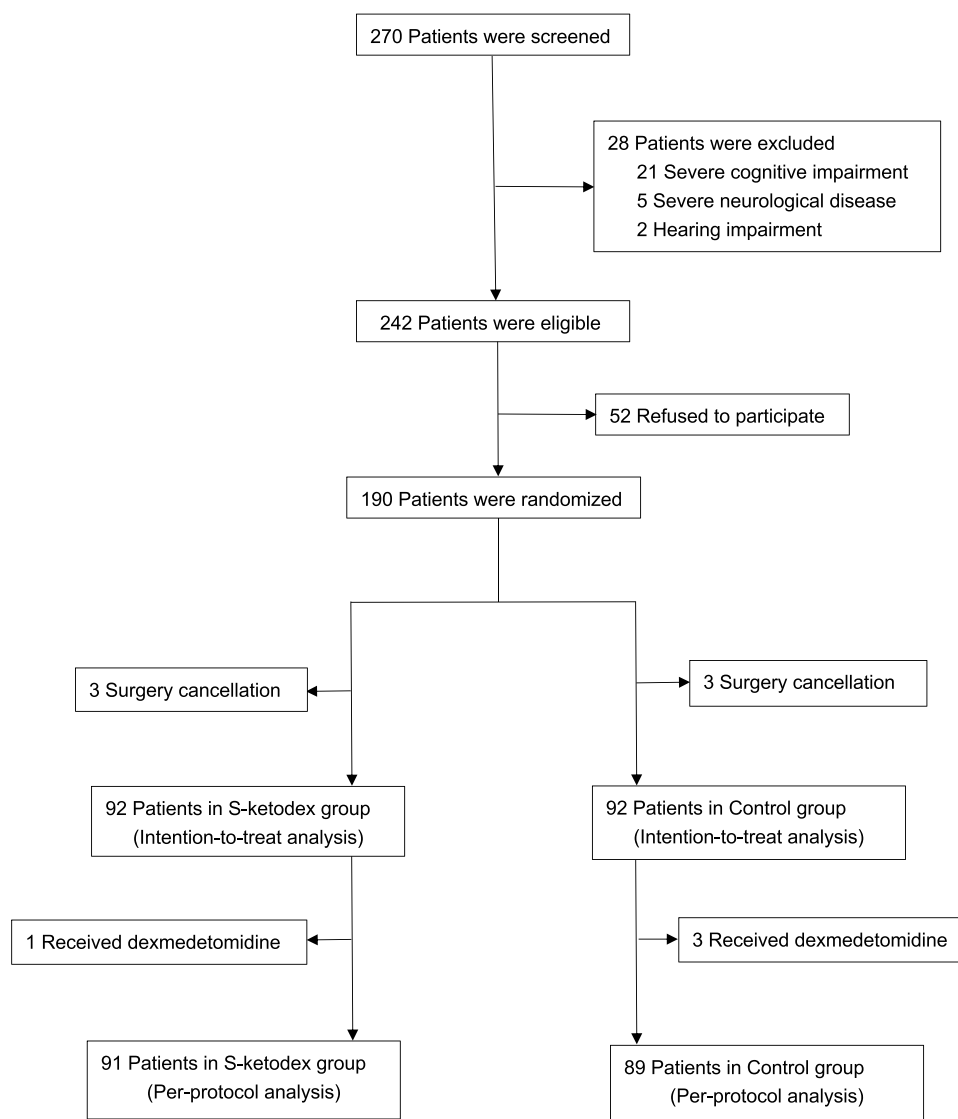 270 Patients were screened
28 Patients were excluded
21 Severe cognitive impairment
5 Severe neurological disease
2 Hearing impairment
242 Patients were eligible
52 Refused to participate
190 Patients were randomized
3 Surgery cancellation
3 Surgery cancellation
92 Patients in S-ketodex group
(Intention-to-treat analysis)
92 Patients in Control group
(Intention-to-treat analysis)
1 Received dexmedetomidine
3 Received dexmedetomidine
91 Patients in S-ketodex group
(Per-protocol analysis)
89 Patients in Control group
(Per-protocol analysis)